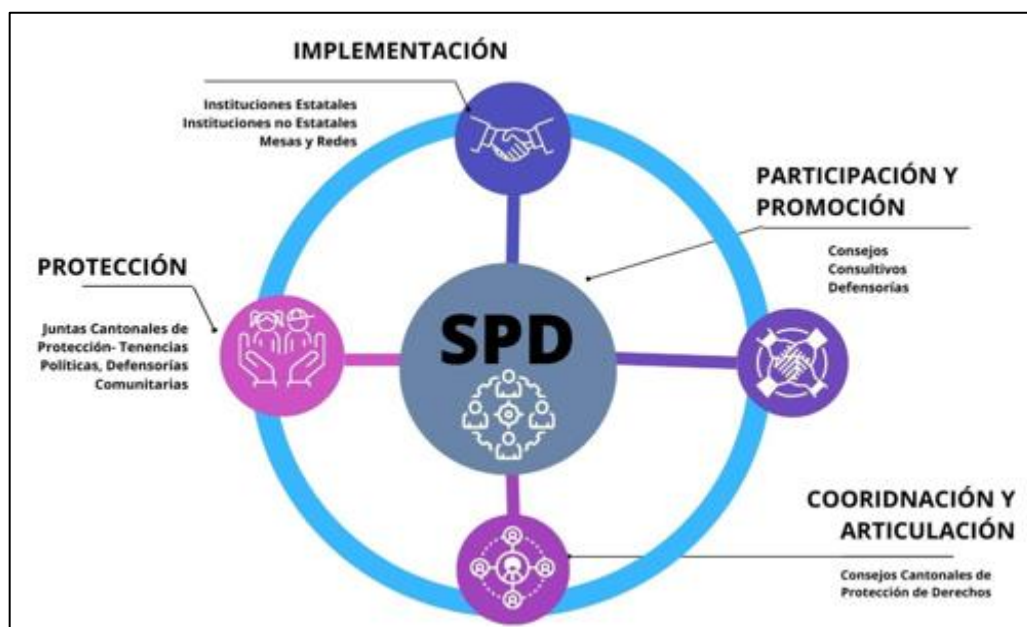 IMPLEMENTACIÓN
Instituciones Estatales
Instituciones no Estatales
Mesas y Redes
PARTICIPACIÓN Y
PROMOCIÓN
Consejos
Consultivos
Defensorías
PROTECCIÓN
Juntas Cantonales de
Protección- Tenencias
Políticas, Defensorías
Comunitarias
SPD
COORIDNACIÓN Y
ARTICULACIÓN
Consejos Cantonales de
Protección de Derechos